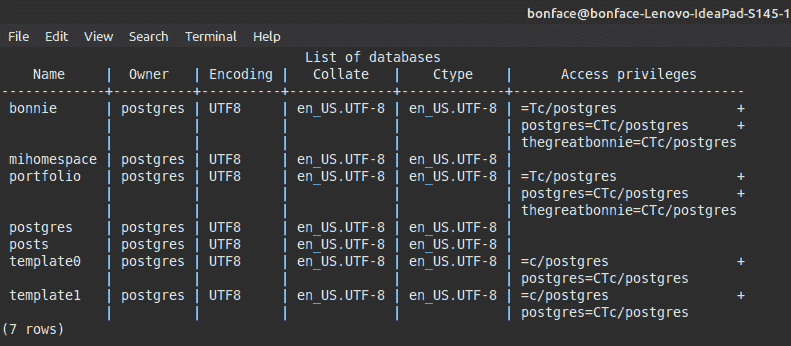 bonface@bonface-Lenovo-IdeaPad-S145-1
File Edit View Search Terminal Help
List of databases
Name | Owner | Encoding | Collate | Ctype | Access privileges
-------------+----------+----------+-------------+-------------+----------------------------
bonnie | postgres | UTF8 | en_US.UTF-8 | en_US.UTF-8 | =Tc/postgres +
| | | | | postgres=CTc/postgres +
| | | | | thegreatbonnie=CTc/postgres
mihomespace | postgres | UTF8 | en_US.UTF-8 | en_US.UTF-8 |
portfolio | postgres | UTF8 | en_US.UTF-8 | en_US.UTF-8 | =Tc/postgres +
| | | | | postgres=CTc/postgres +
| | | | | thegreatbonnie=CTc/postgres
postgres | postgres | UTF8 | en_US.UTF-8 | en_US.UTF-8 |
posts | postgres | UTF8 | en_US.UTF-8 | en_US.UTF-8 |
template0 | postgres | UTF8 | en_US.UTF-8 | en_US.UTF-8 | =c/postgres +
| | | | | postgres=CTc/postgres
template1 | postgres | UTF8 | en_US.UTF-8 | en_US.UTF-8 | =c/postgres +
| | | | | postgres=CTc/postgres
(7 rows)